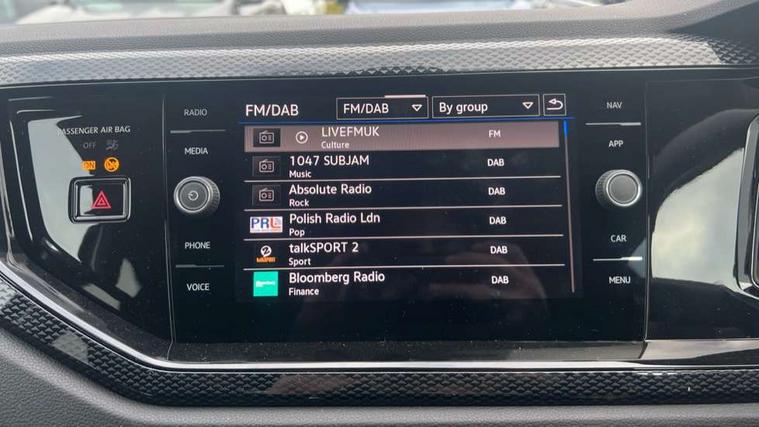 PASSENGER AIR BAG
OFF
ON
RADIO
MEDIA
PHONE
VOICE
FM/DAB
FM/DAB
By group
LIVEFMUK
Culture
FM
1047 SUBJAM
Music
DAB
Absolute Radio
Rock
DAB
PRL
Polish Radio Ldn
Pop
DAB
talkSPORT 2
Sport
DAB
Bloomberg Radio
Finance
DAB
NAV
APP
CAR
MENU